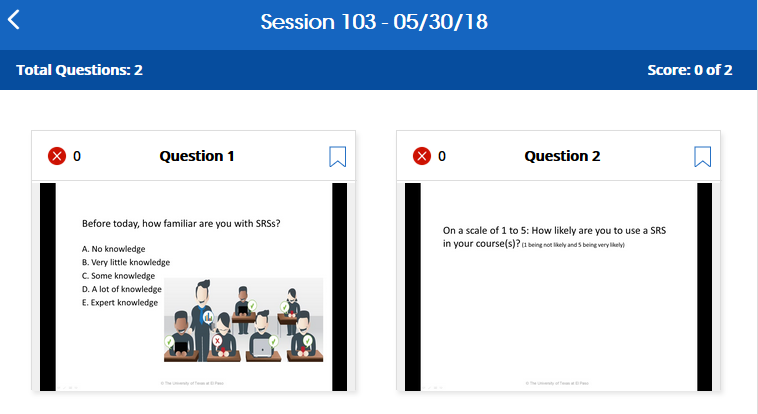 Session 103 - 05/30/18
Total Questions: 2
Score: 0 of 2
0
Question 1
Before today, how familiar are you with SRSs?
A. No knowledge
B. Very little knowledge
C. Some knowledge
D. A lot of knowledge
E. Expert knowledge
© The University of Texas at El Paso
0
Question 2
On a scale of 1 to 5: How likely are you to use a SRS
in your course(s)? (1 being not likely and 5 being very likely)
© The University of Texas at El Paso